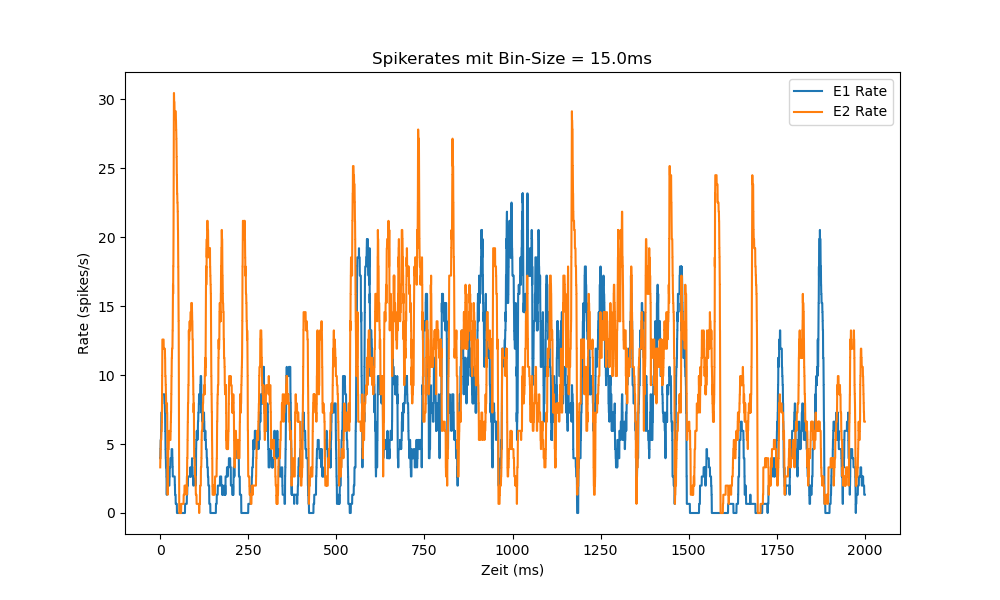 Spikerates mit Bin-Size = 15.0ms
E1 Rate
E2 Rate
Rate (spikes/s)
30
25
20
15
10
5
0
0 250 500 750 1000 1250 1500 1750 2000
Zeit (ms)